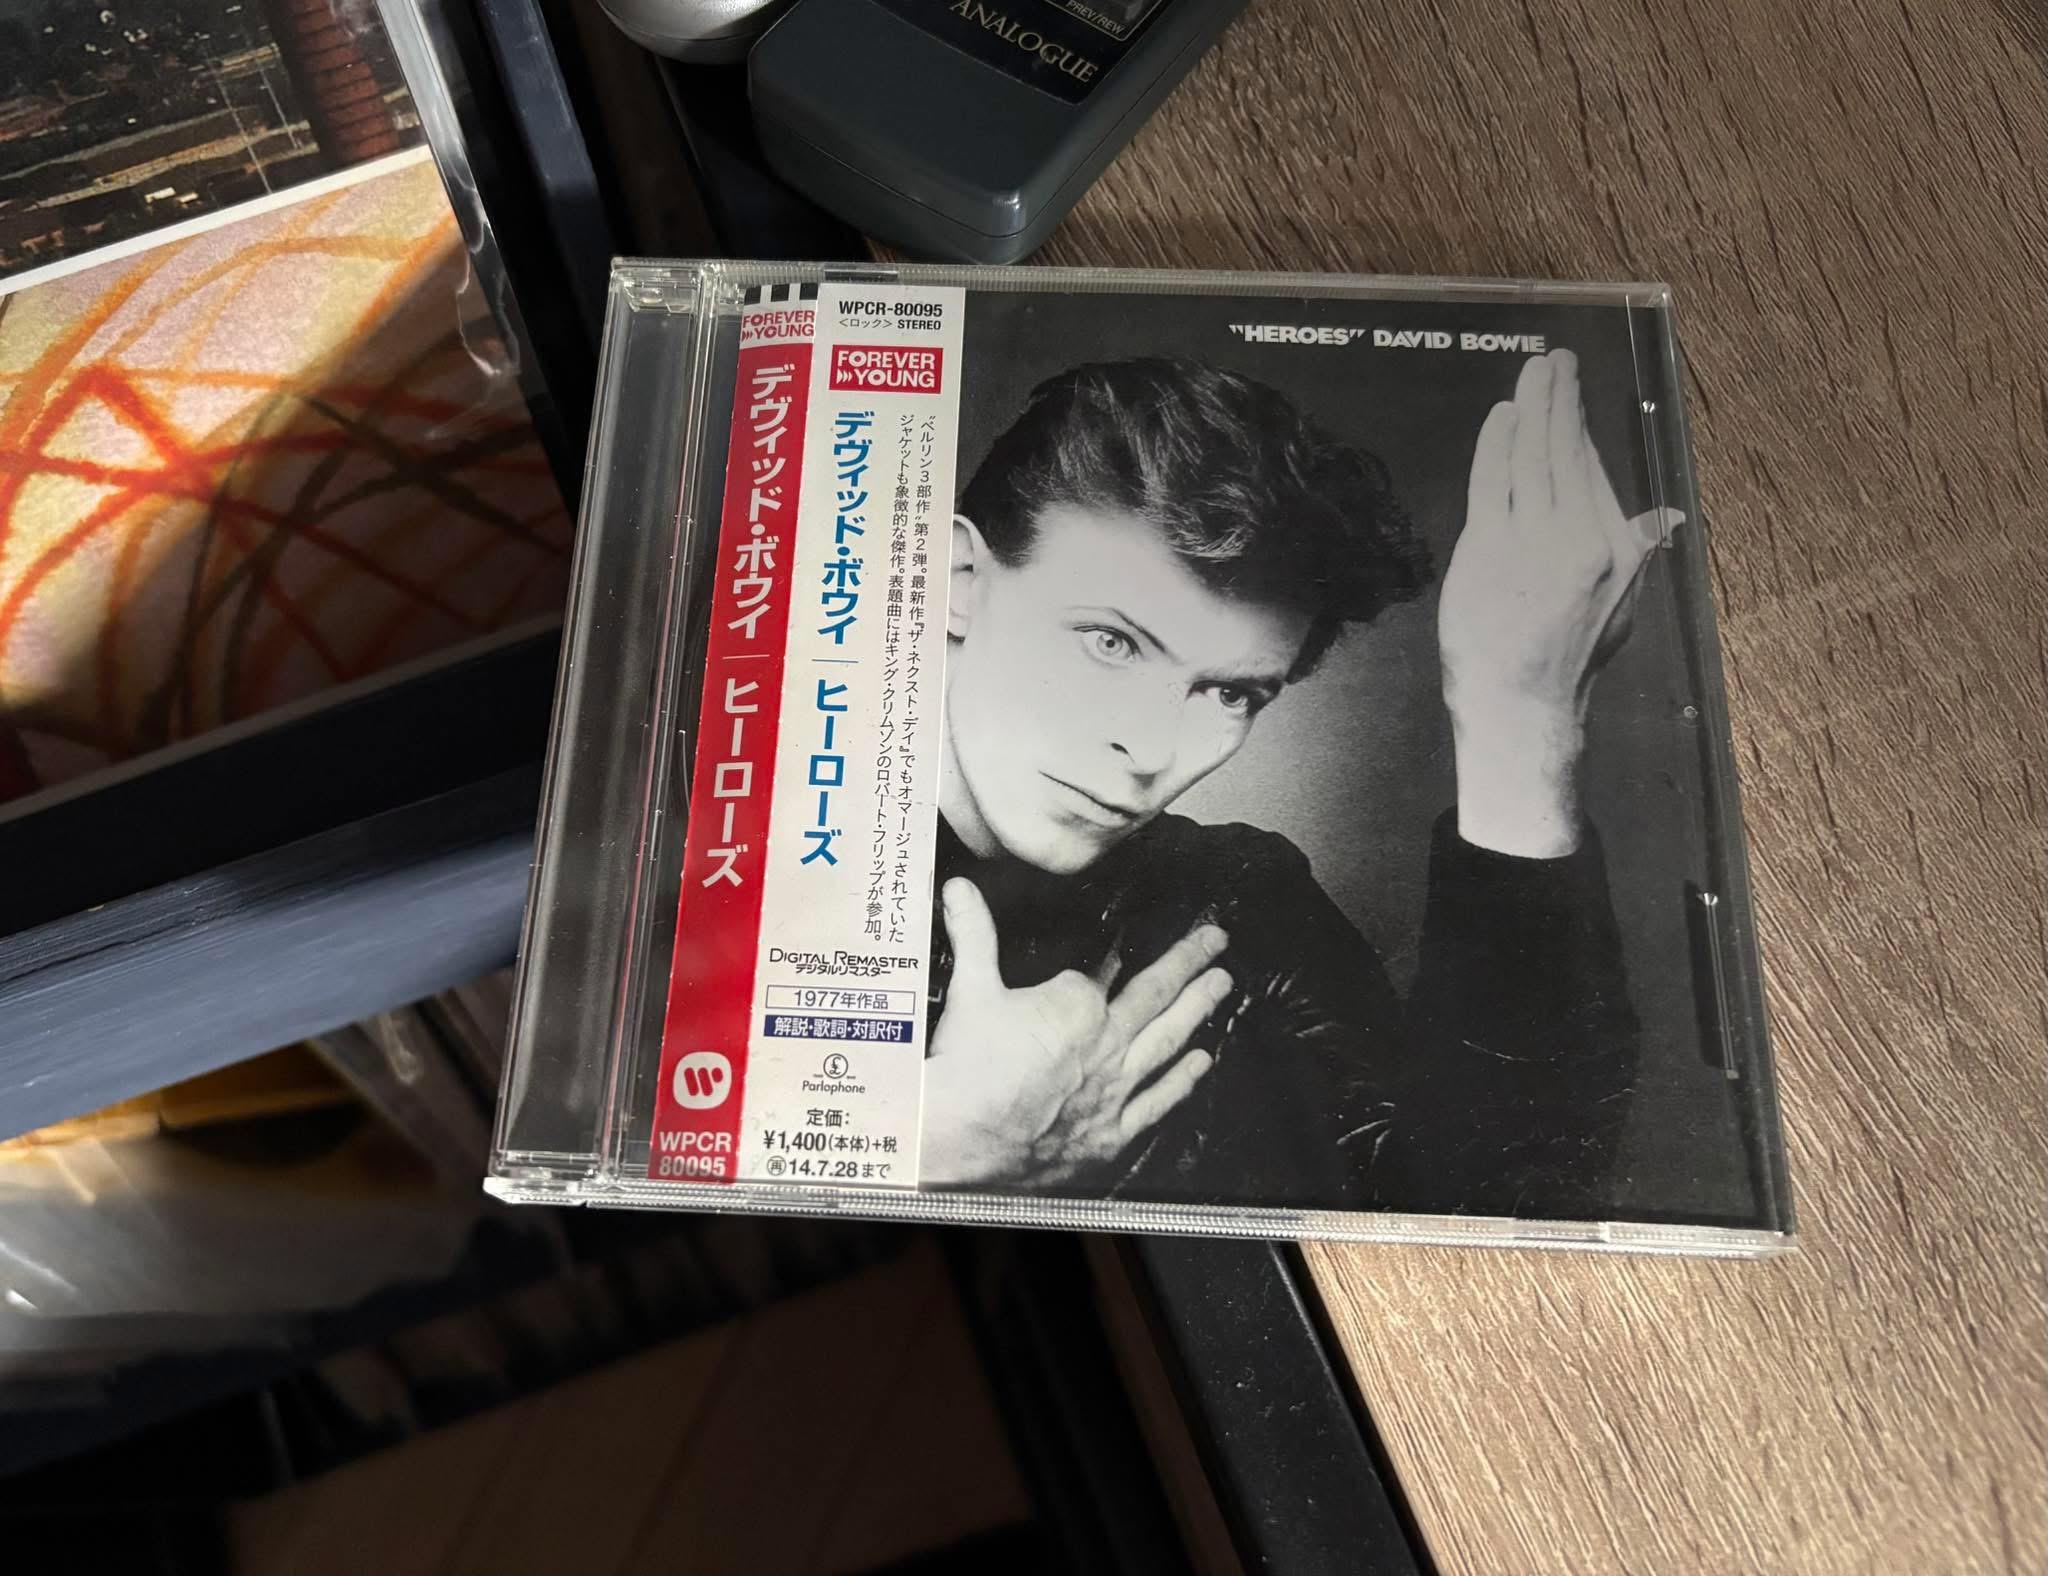 PREV/REW
ANALOGUE
FOREVER
YOUNG
デヴィッド・ボウイ｜ヒーローズ
WPCR
80095
WPCR-80095
<ロック> STEREO
FOREVER
YOUNG
デヴィッド・ボウイ｜ヒーローズ
"ベルリン3部作"第2弾。最新作『ザ・ネクスト・デイ』でもオマージュされていた
ジャケットも象徴的な傑作。表題曲にはキング・クリムゾンのロバート・フリップが参加。
DIGITAL REMASTER
デジタルリマスター
1977年作品
解説・歌詞・対訳付
Parlophone
定価：
¥1,400(本体)+税
㊢14.7.28まで
"HEROES" DAVID BOWIE